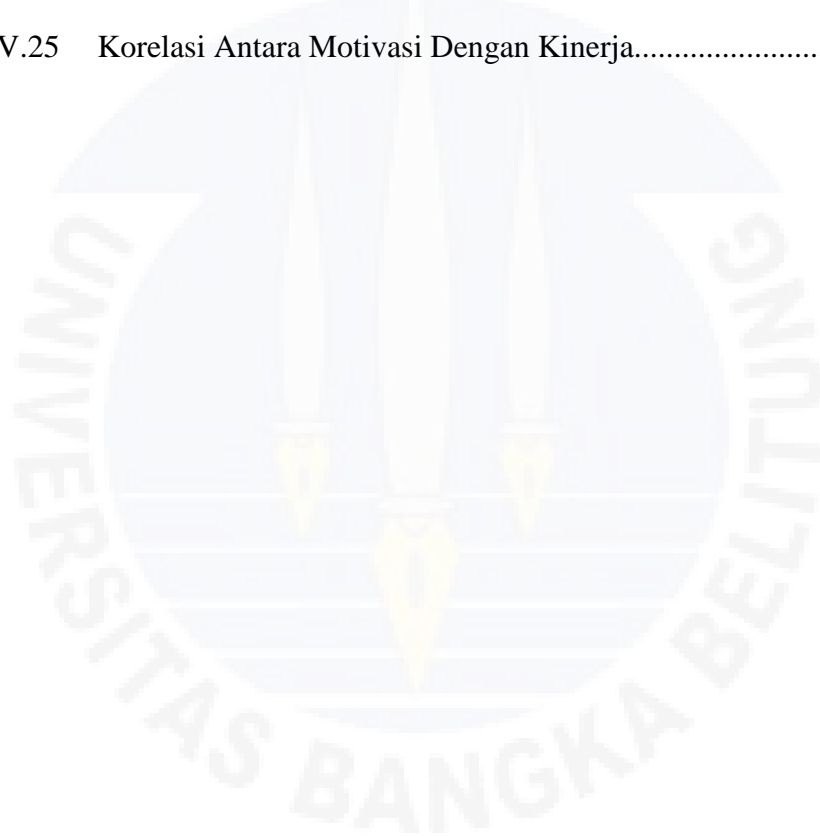 V.25 Korelasi Antara Motivasi Dengan Kinerja.......................
UNIVERSITAS BANGKA BELITUNG